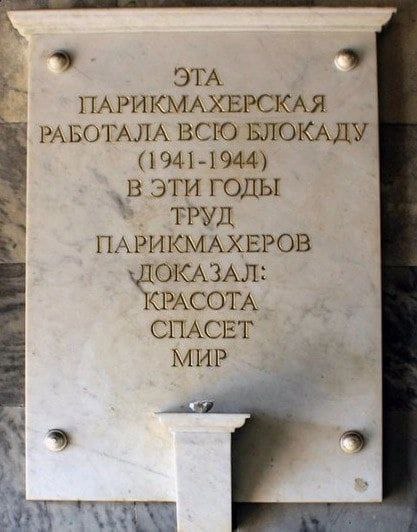 ЭТА
ПАРИКМАХЕРСКАЯ
РАБОТАЛА ВСЮ БЛОКАДУ
(1941-1944)
В ЭТИ ГОДЫ
ТРУД
ПАРИКМАХЕРОВ
ДОКАЗАЛ:
КРАСОТА
СПАСЕТ
МИР